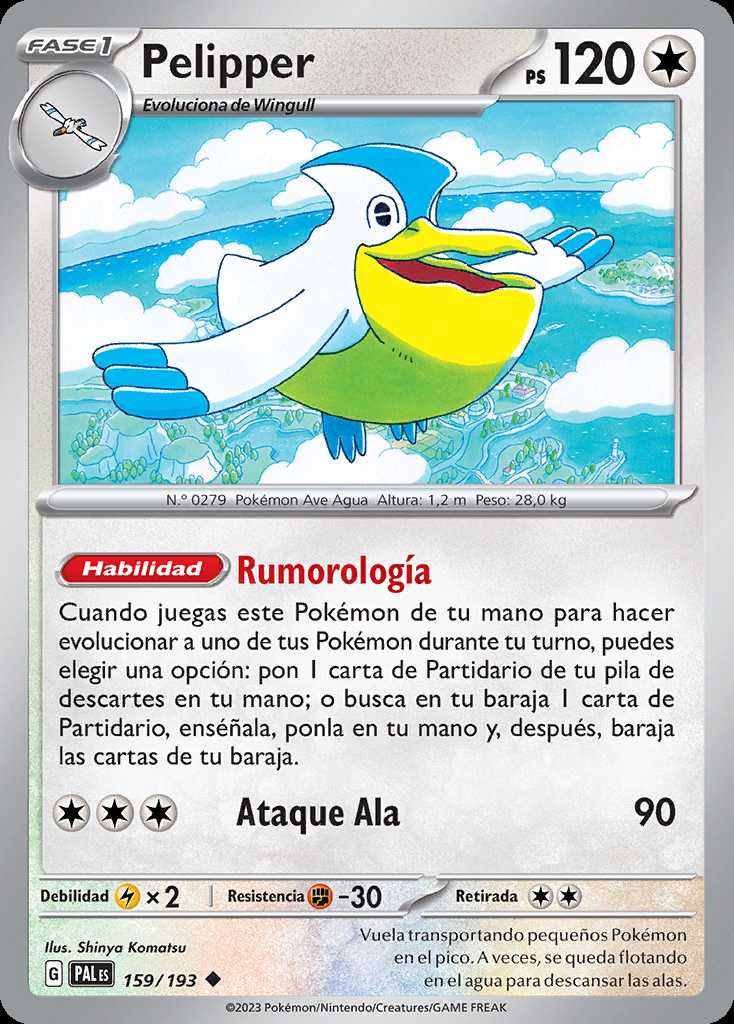 FASE 1
Pelipper
PS 120
Evoluciona de Wingull
N.º 0279 Pokémon Ave Agua Altura: 1,2 m Peso: 28,0 kg
Habilidad Rumorología
Cuando juegas este Pokémon de tu mano para hacer
evolucionar a uno de tus Pokémon durante tu turno, puedes
elegir una opción: pon 1 carta de Partidario de tu pila de
descartes en tu mano; o busca en tu baraja 1 carta de
Partidario, enséñala, ponla en tu mano y, después, baraja
las cartas de tu baraja.
Ataque Ala 90
Debilidad ×2 Resistencia -30 Retirada
Ilus. Shinya Komatsu
Vuela transportando pequeños Pokémon
en el pico. A veces, se queda flotando
en el agua para descansar las alas.
G PAL ES 159/193
©2023 Pokémon/Nintendo/Creatures/GAME FREAK